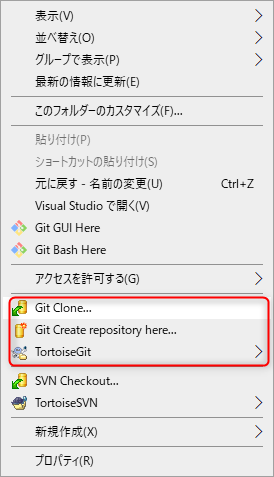 表示(V)
並べ替え(O)
グループで表示(P)
最新の情報に更新(E)
このフォルダーのカスタマイズ(F)...
貼り付け(P)
ショートカットの貼り付け(S)
元に戻す - 名前の変更(U) Ctrl+Z
Visual Studio で開く(V)
Git GUI Here
Git Bash Here
アクセスを許可する(G)
Git Clone...
Git Create repository here...
TortoiseGit
SVN Checkout...
TortoiseSVN
新規作成(X)
プロパティ(R)